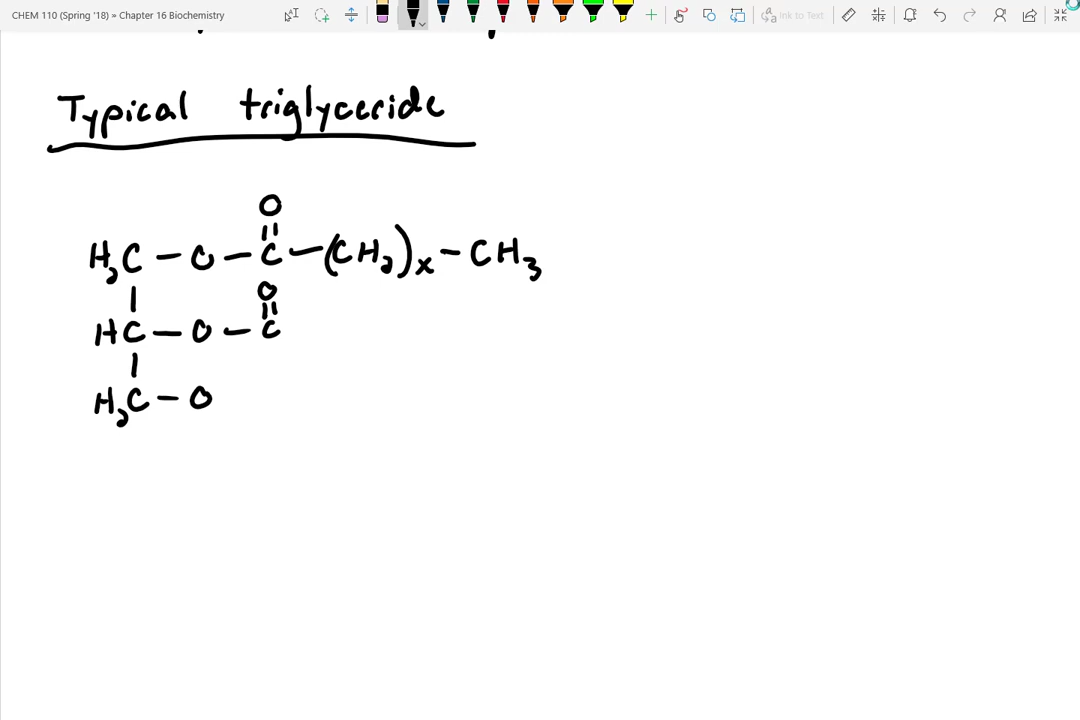 CHEM 110 (Spring '18) » Chapter 16 Biochemistry
Ink to Text
Typical triglyceride
O
H₂C - O - C - (CH₂)ₓ - CH₃
O
HC - O - C
H₂C - O